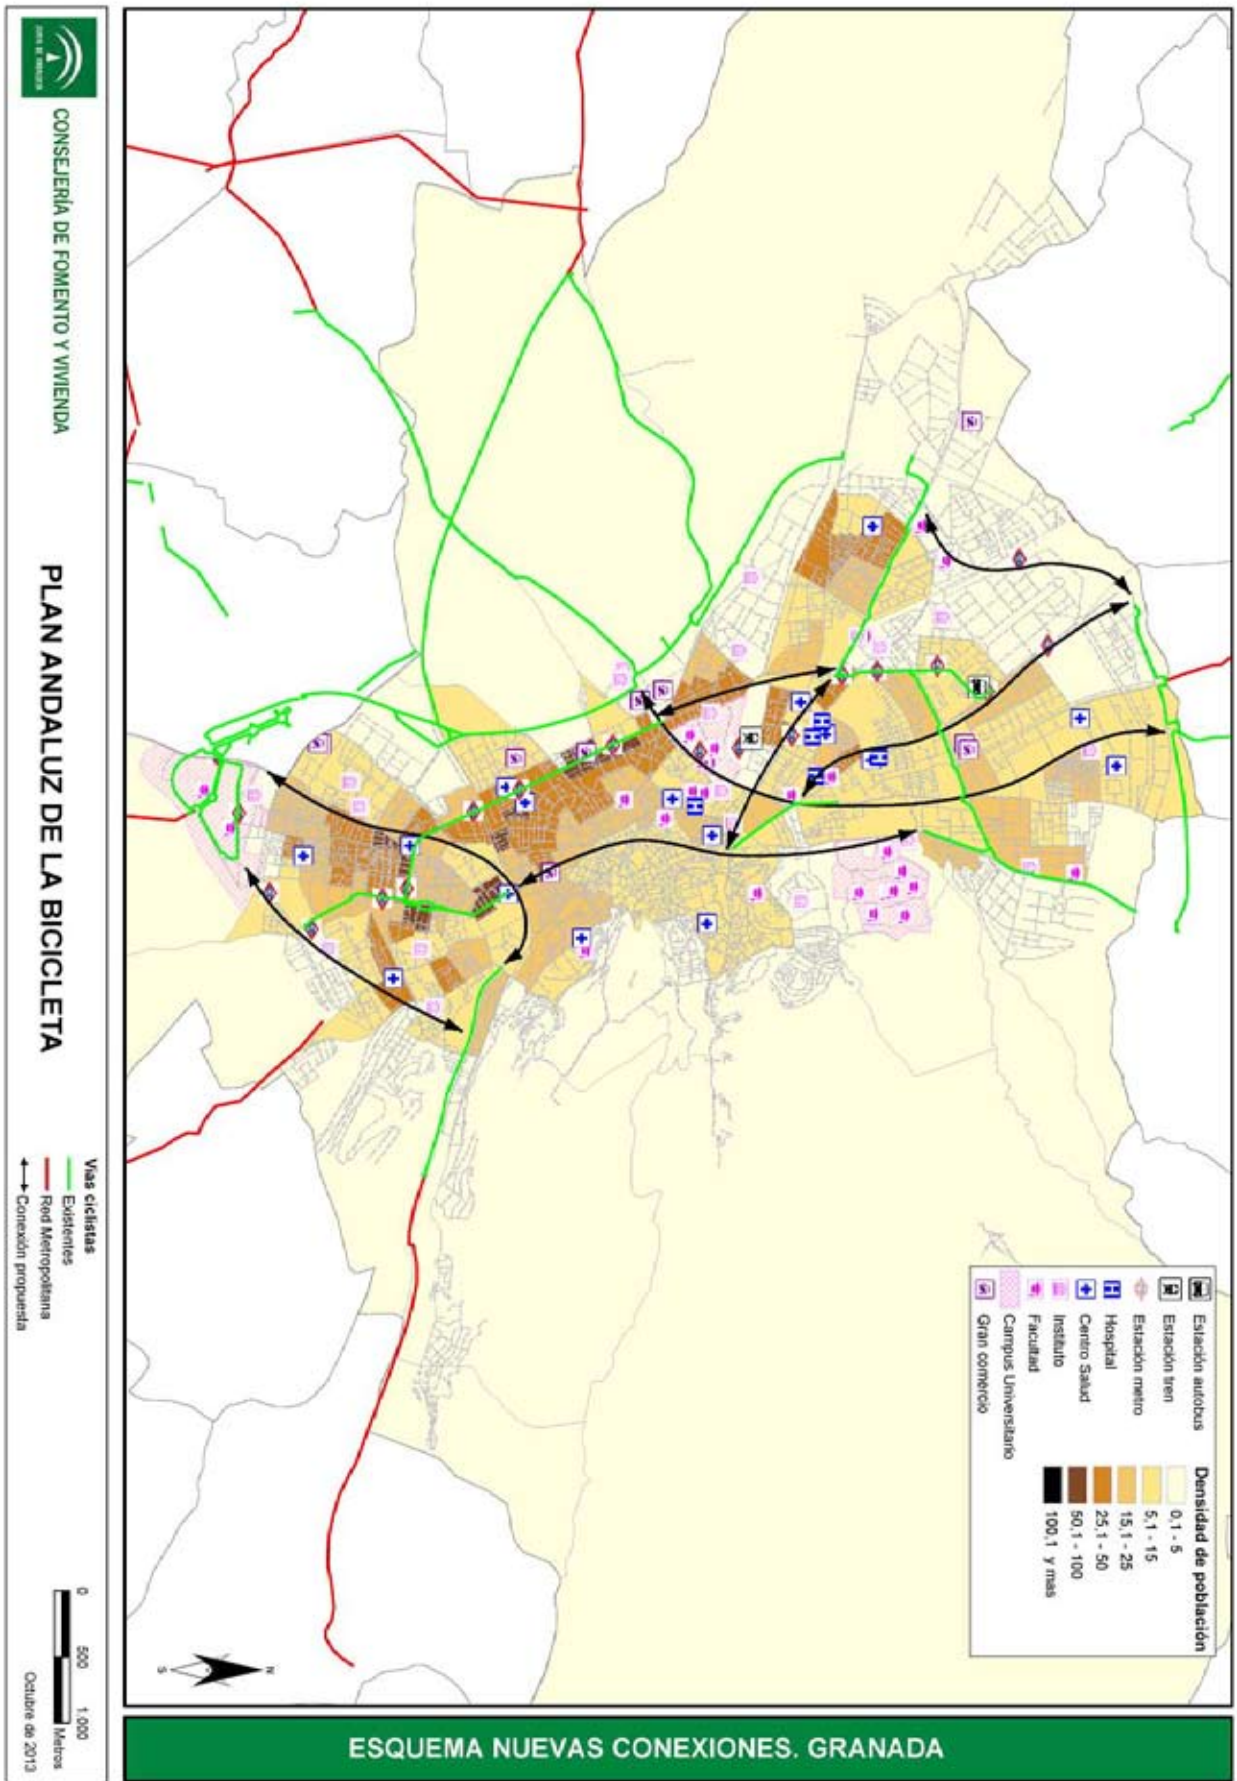 ESQUEMA NUEVAS CONEXIONES. GRANADA
Estación autobus
Estación tren
Estación metro
Hospital
Centro Salud
Instituto
Facultad
Campus Universitario
Gran comercio
Densidad de población
0,1 - 5
5,1 - 15
15,1 - 25
25,1 - 50
50,1 - 100
100,1 y mas
N
S
JUNTA DE ANDALUCIA
CONSEJERÍA DE FOMENTO Y VIVIENDA
PLAN ANDALUZ DE LA BICICLETA
Vías ciclistas
Existentes
Red Metropolitana
Conexión propuesta
0 500 1.000
Metros
Octubre de 2013